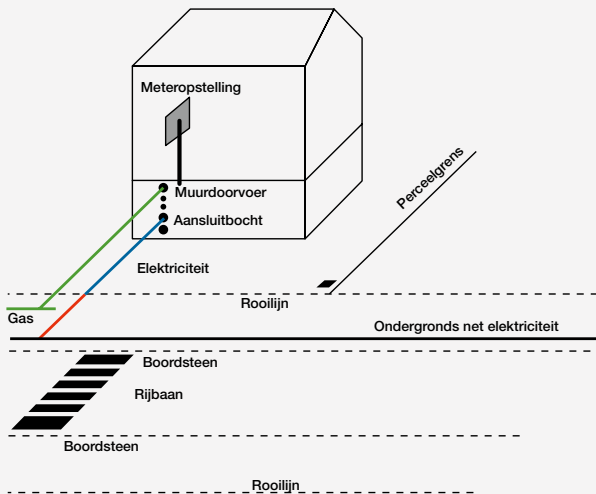 Meteropstelling
Muurdoorvoer
Perceelgrens
Aansluitbocht
Elektriciteit
Rooilijn
Gas
Ondergronds net elektriciteit
Boordsteen
Rijbaan
Boordsteen
Rooilijn